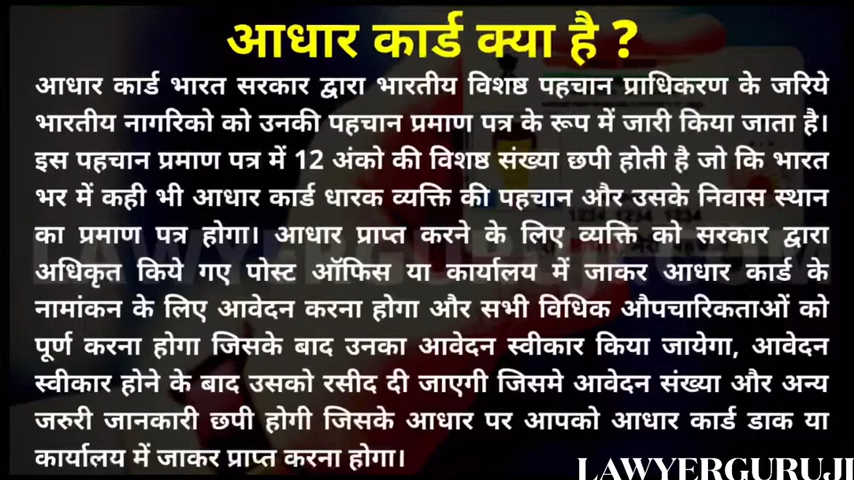 आधार कार्ड क्या है ?
आधार कार्ड भारत सरकार द्वारा भारतीय विशष्ठ पहचान प्राधिकरण के जरिये
भारतीय नागरिको को उनकी पहचान प्रमाण पत्र के रूप में जारी किया जाता है।
इस पहचान प्रमाण पत्र में 12 अंको की विशष्ठ संख्या छपी होती है जो कि भारत
भर में कही भी आधार कार्ड धारक व्यक्ति की पहचान और उसके निवास स्थान
का प्रमाण पत्र होगा। आधार प्राप्त करने के लिए व्यक्ति को सरकार द्वारा
अधिकृत किये गए पोस्ट ऑफिस या कार्यालय में जाकर आधार कार्ड के
नामांकन के लिए आवेदन करना होगा और सभी विधिक औपचारिकताओं को
पूर्ण करना होगा जिसके बाद उनका आवेदन स्वीकार किया जायेगा, आवेदन
स्वीकार होने के बाद उसको रसीद दी जाएगी जिसमे आवेदन संख्या और अन्य
जरुरी जानकारी छपी होगी जिसके आधार पर आपको आधार कार्ड डाक या
कार्यालय में जाकर प्राप्त करना होगा।
LAWYERGURUJI